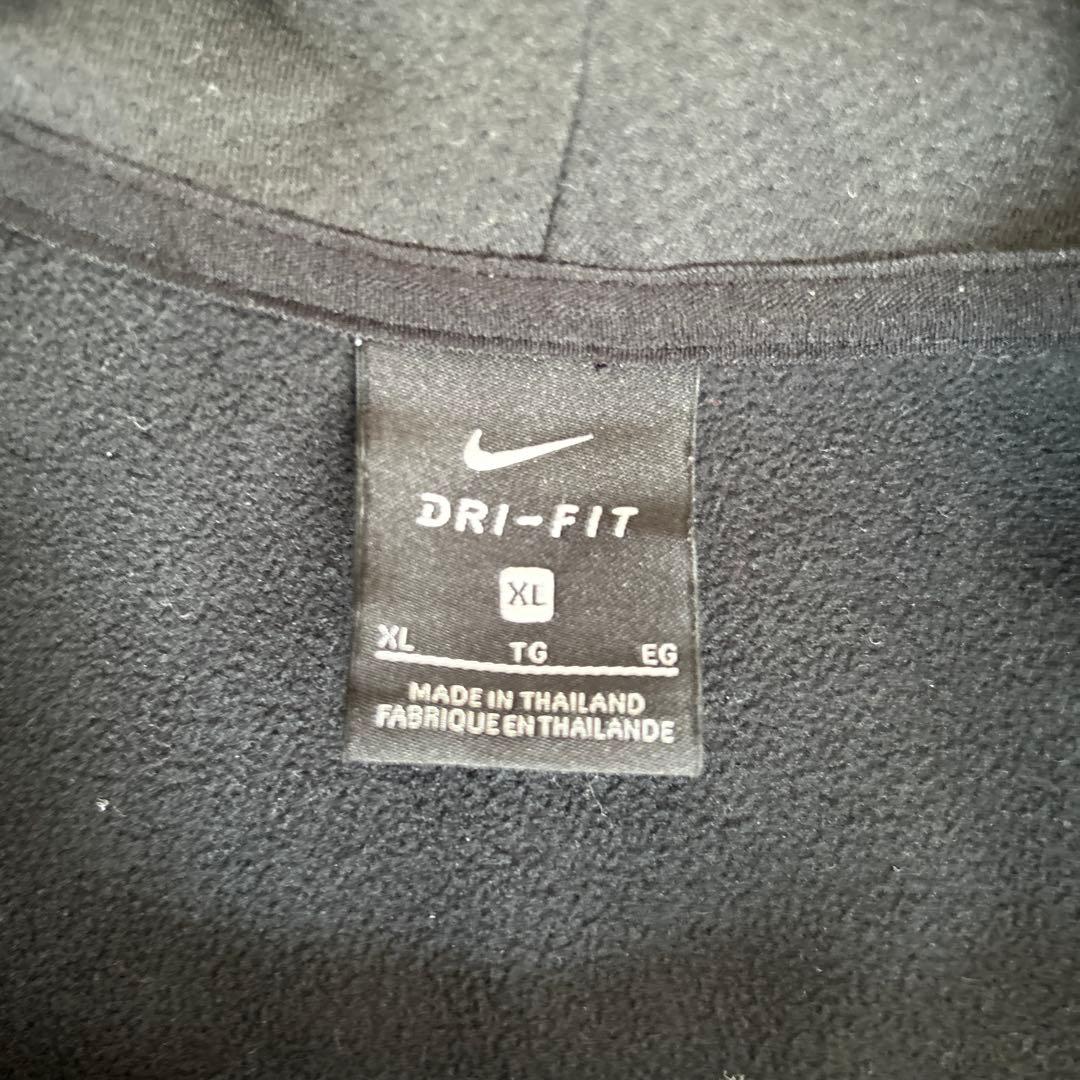 DRI-FIT
XL
XL TG EG
MADE IN THAILAND
FABRIQUE EN THAILANDE